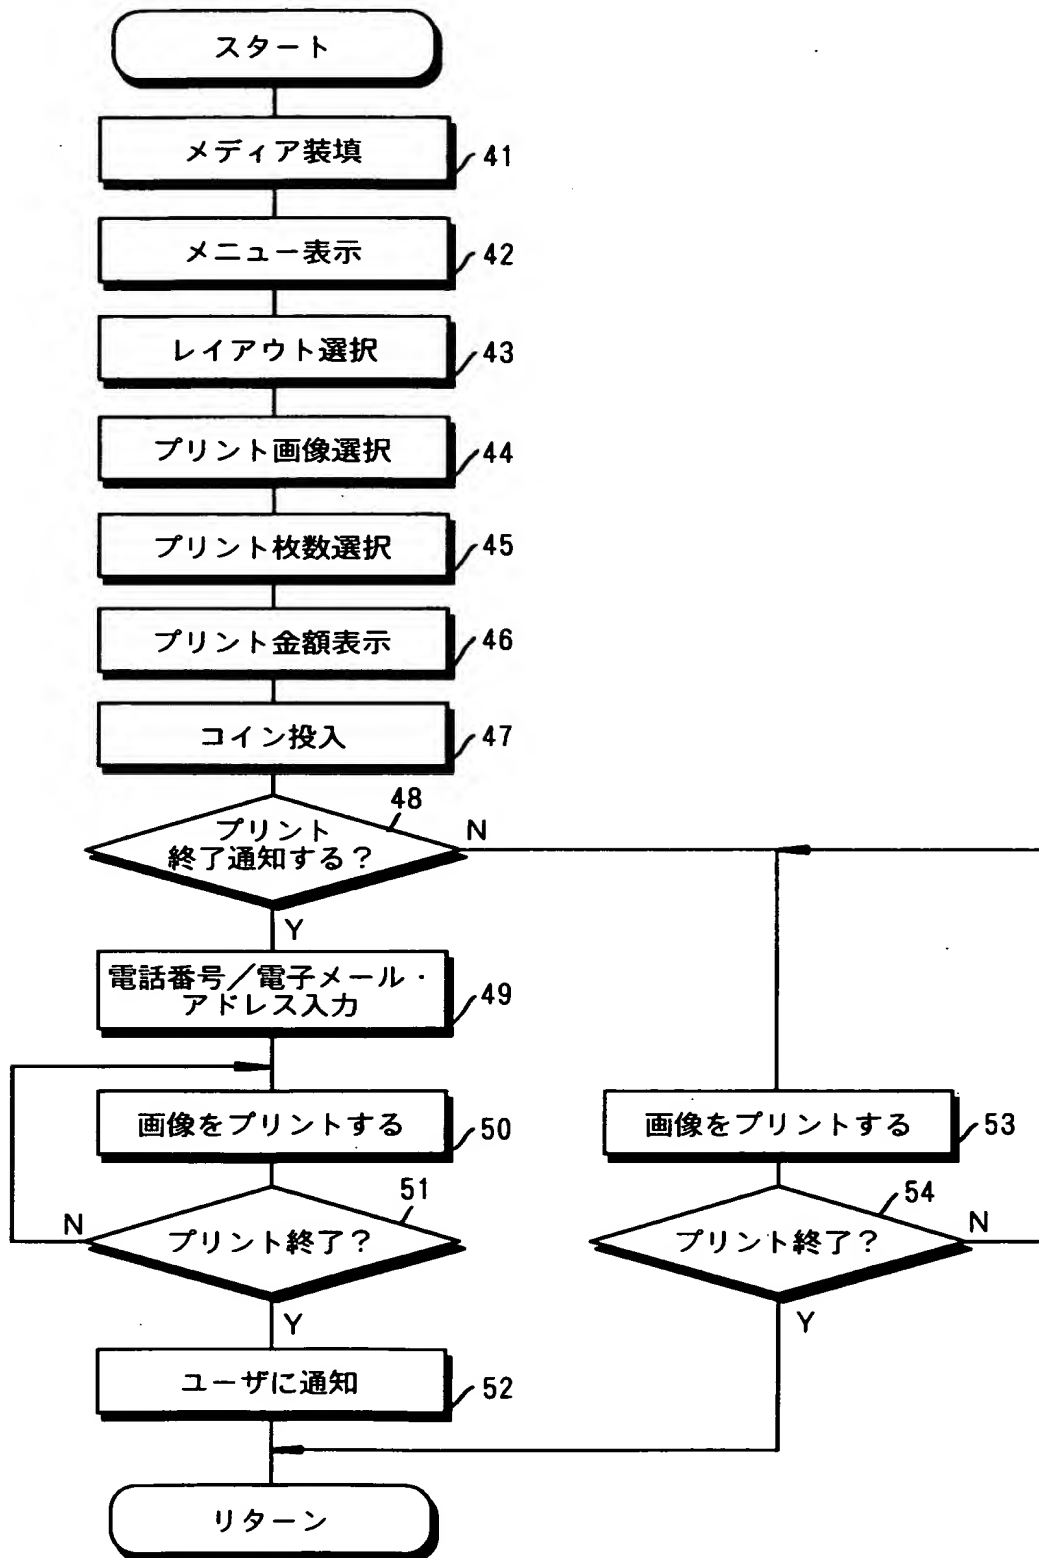 スタート
メディア装填
41
メニュー表示
42
レイアウト選択
43
プリント画像選択
44
プリント枚数選択
45
プリント金額表示
46
コイン投入
47
48
プリント
終了通知する?
N
Y
電話番号/電子メール・
アドレス入力
49
画像をプリントする
50
画像をプリントする
53
51
プリント終了?
N
Y
54
プリント終了?
N
Y
ユーザに通知
52
リターン